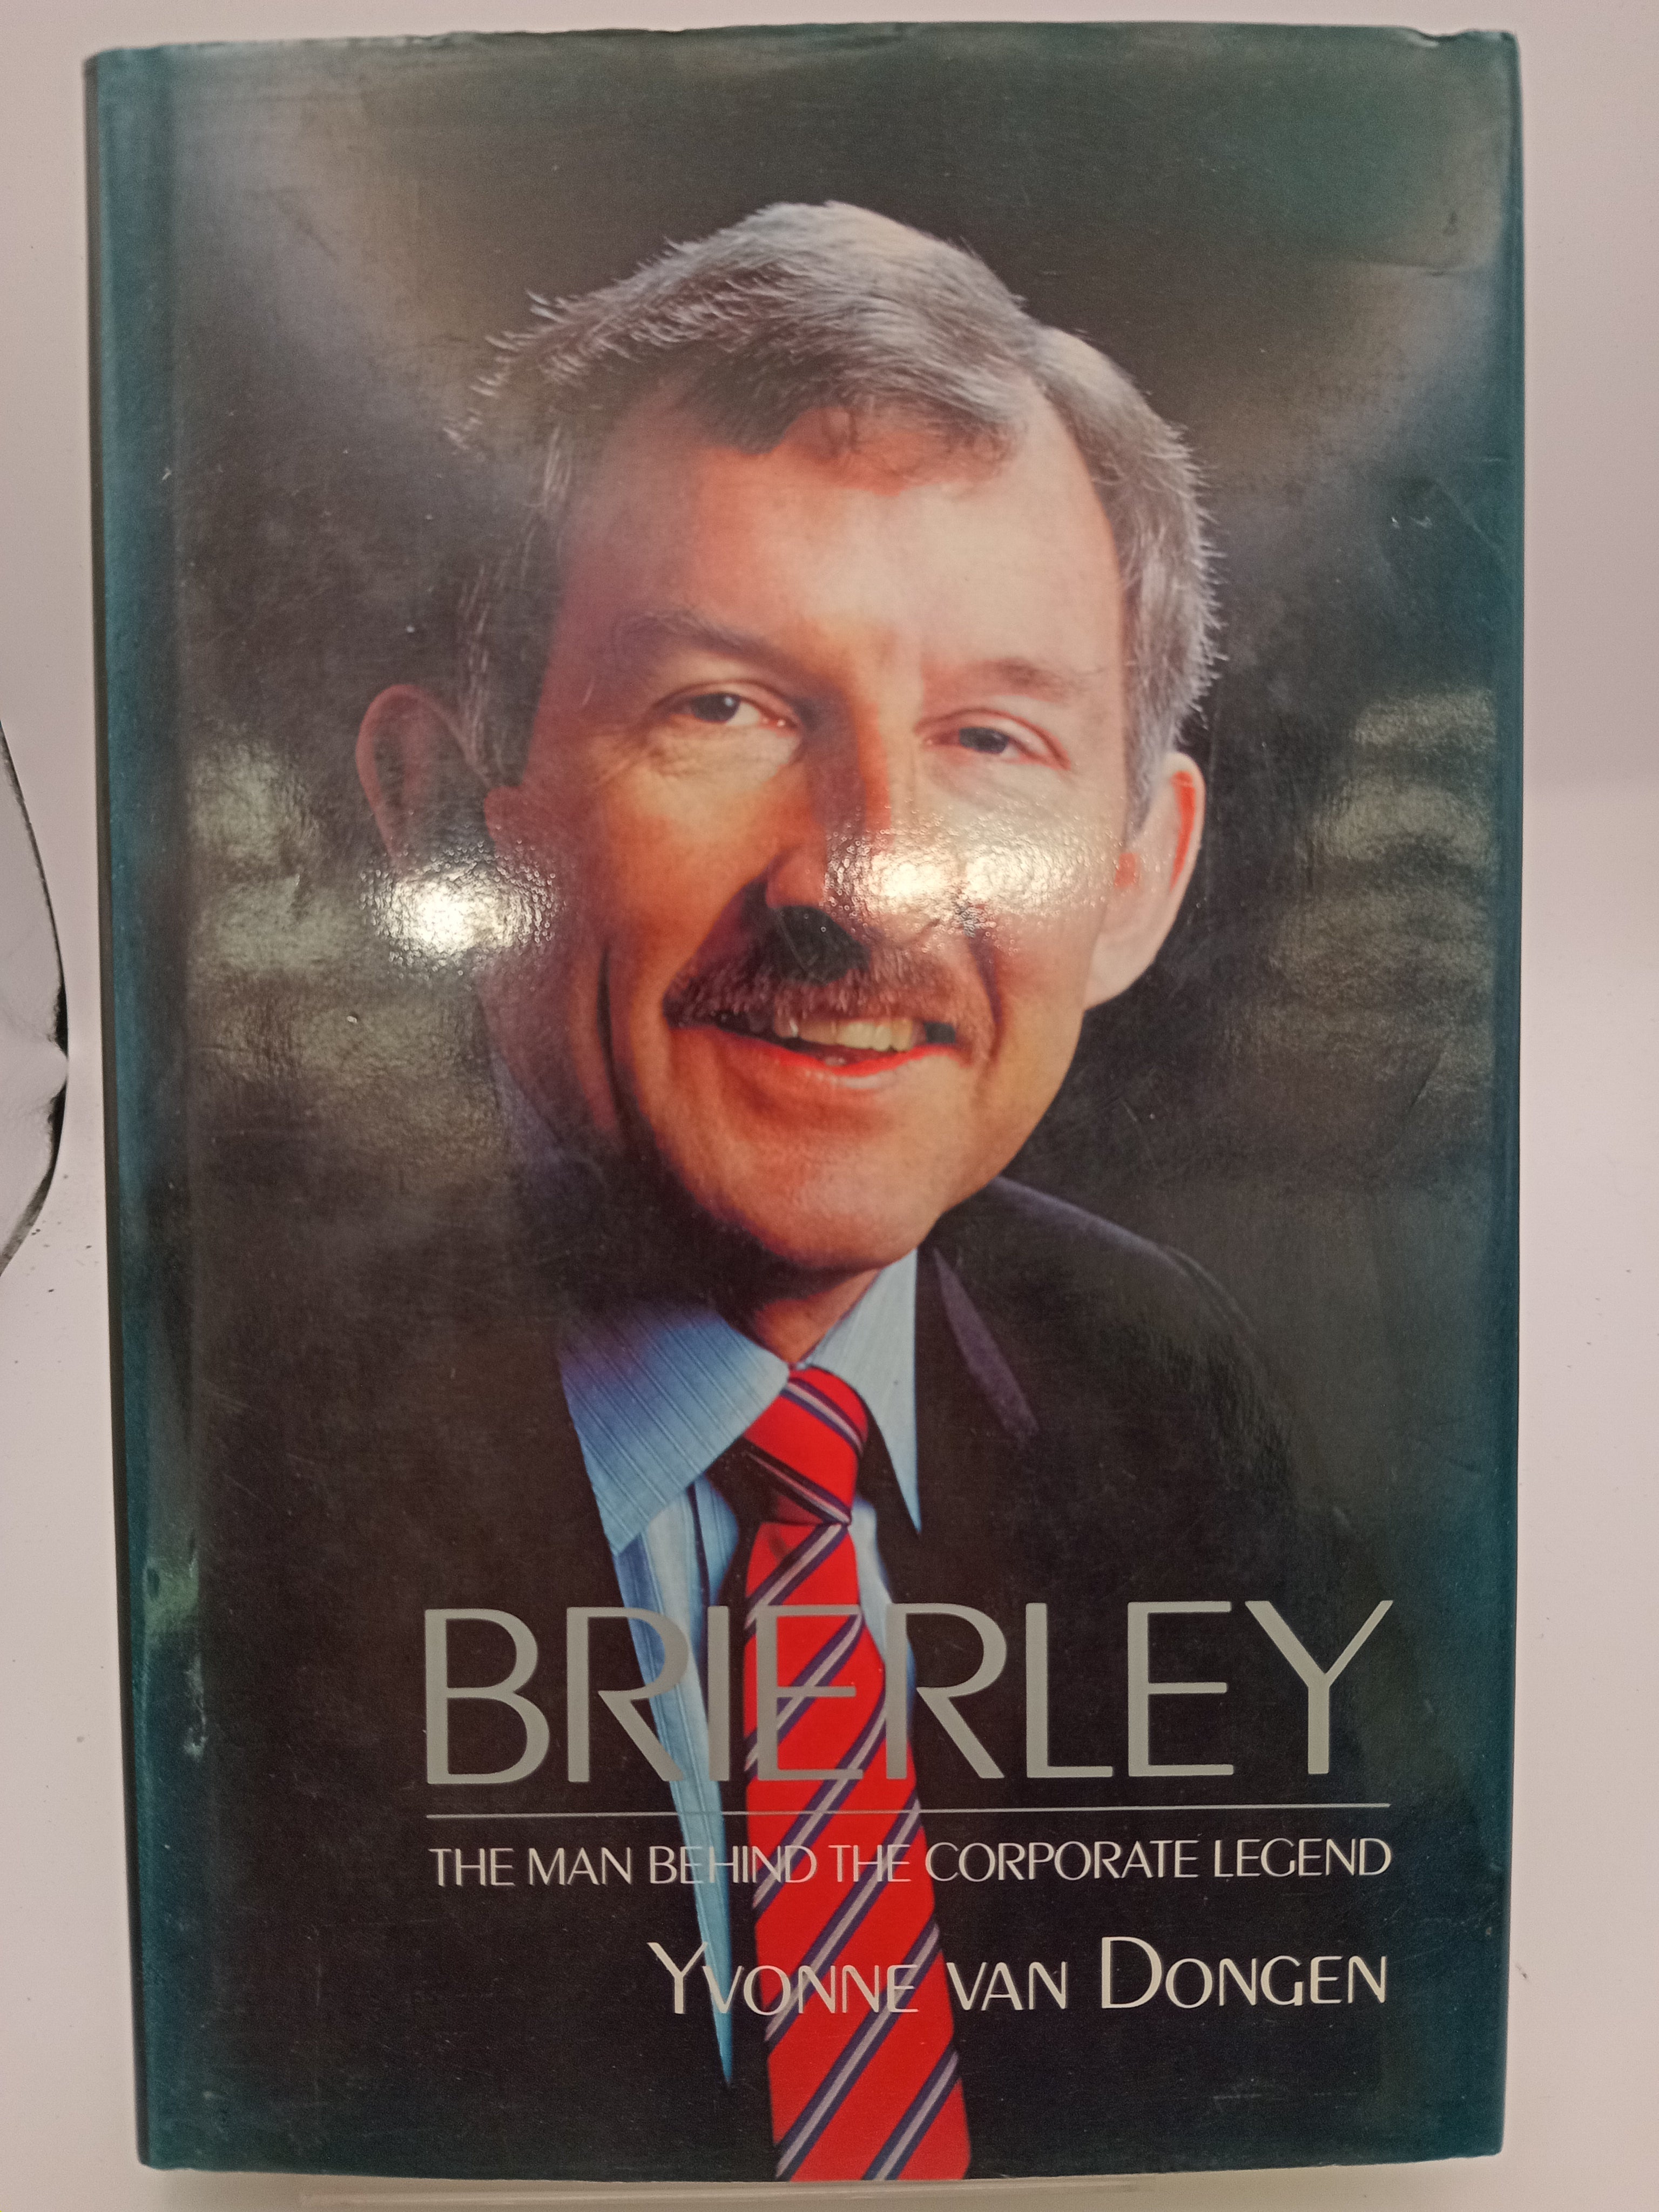 BRIERLEY
THE MAN BEHIND THE CORPORATE LEGEND
YVONNE VAN DONGEN